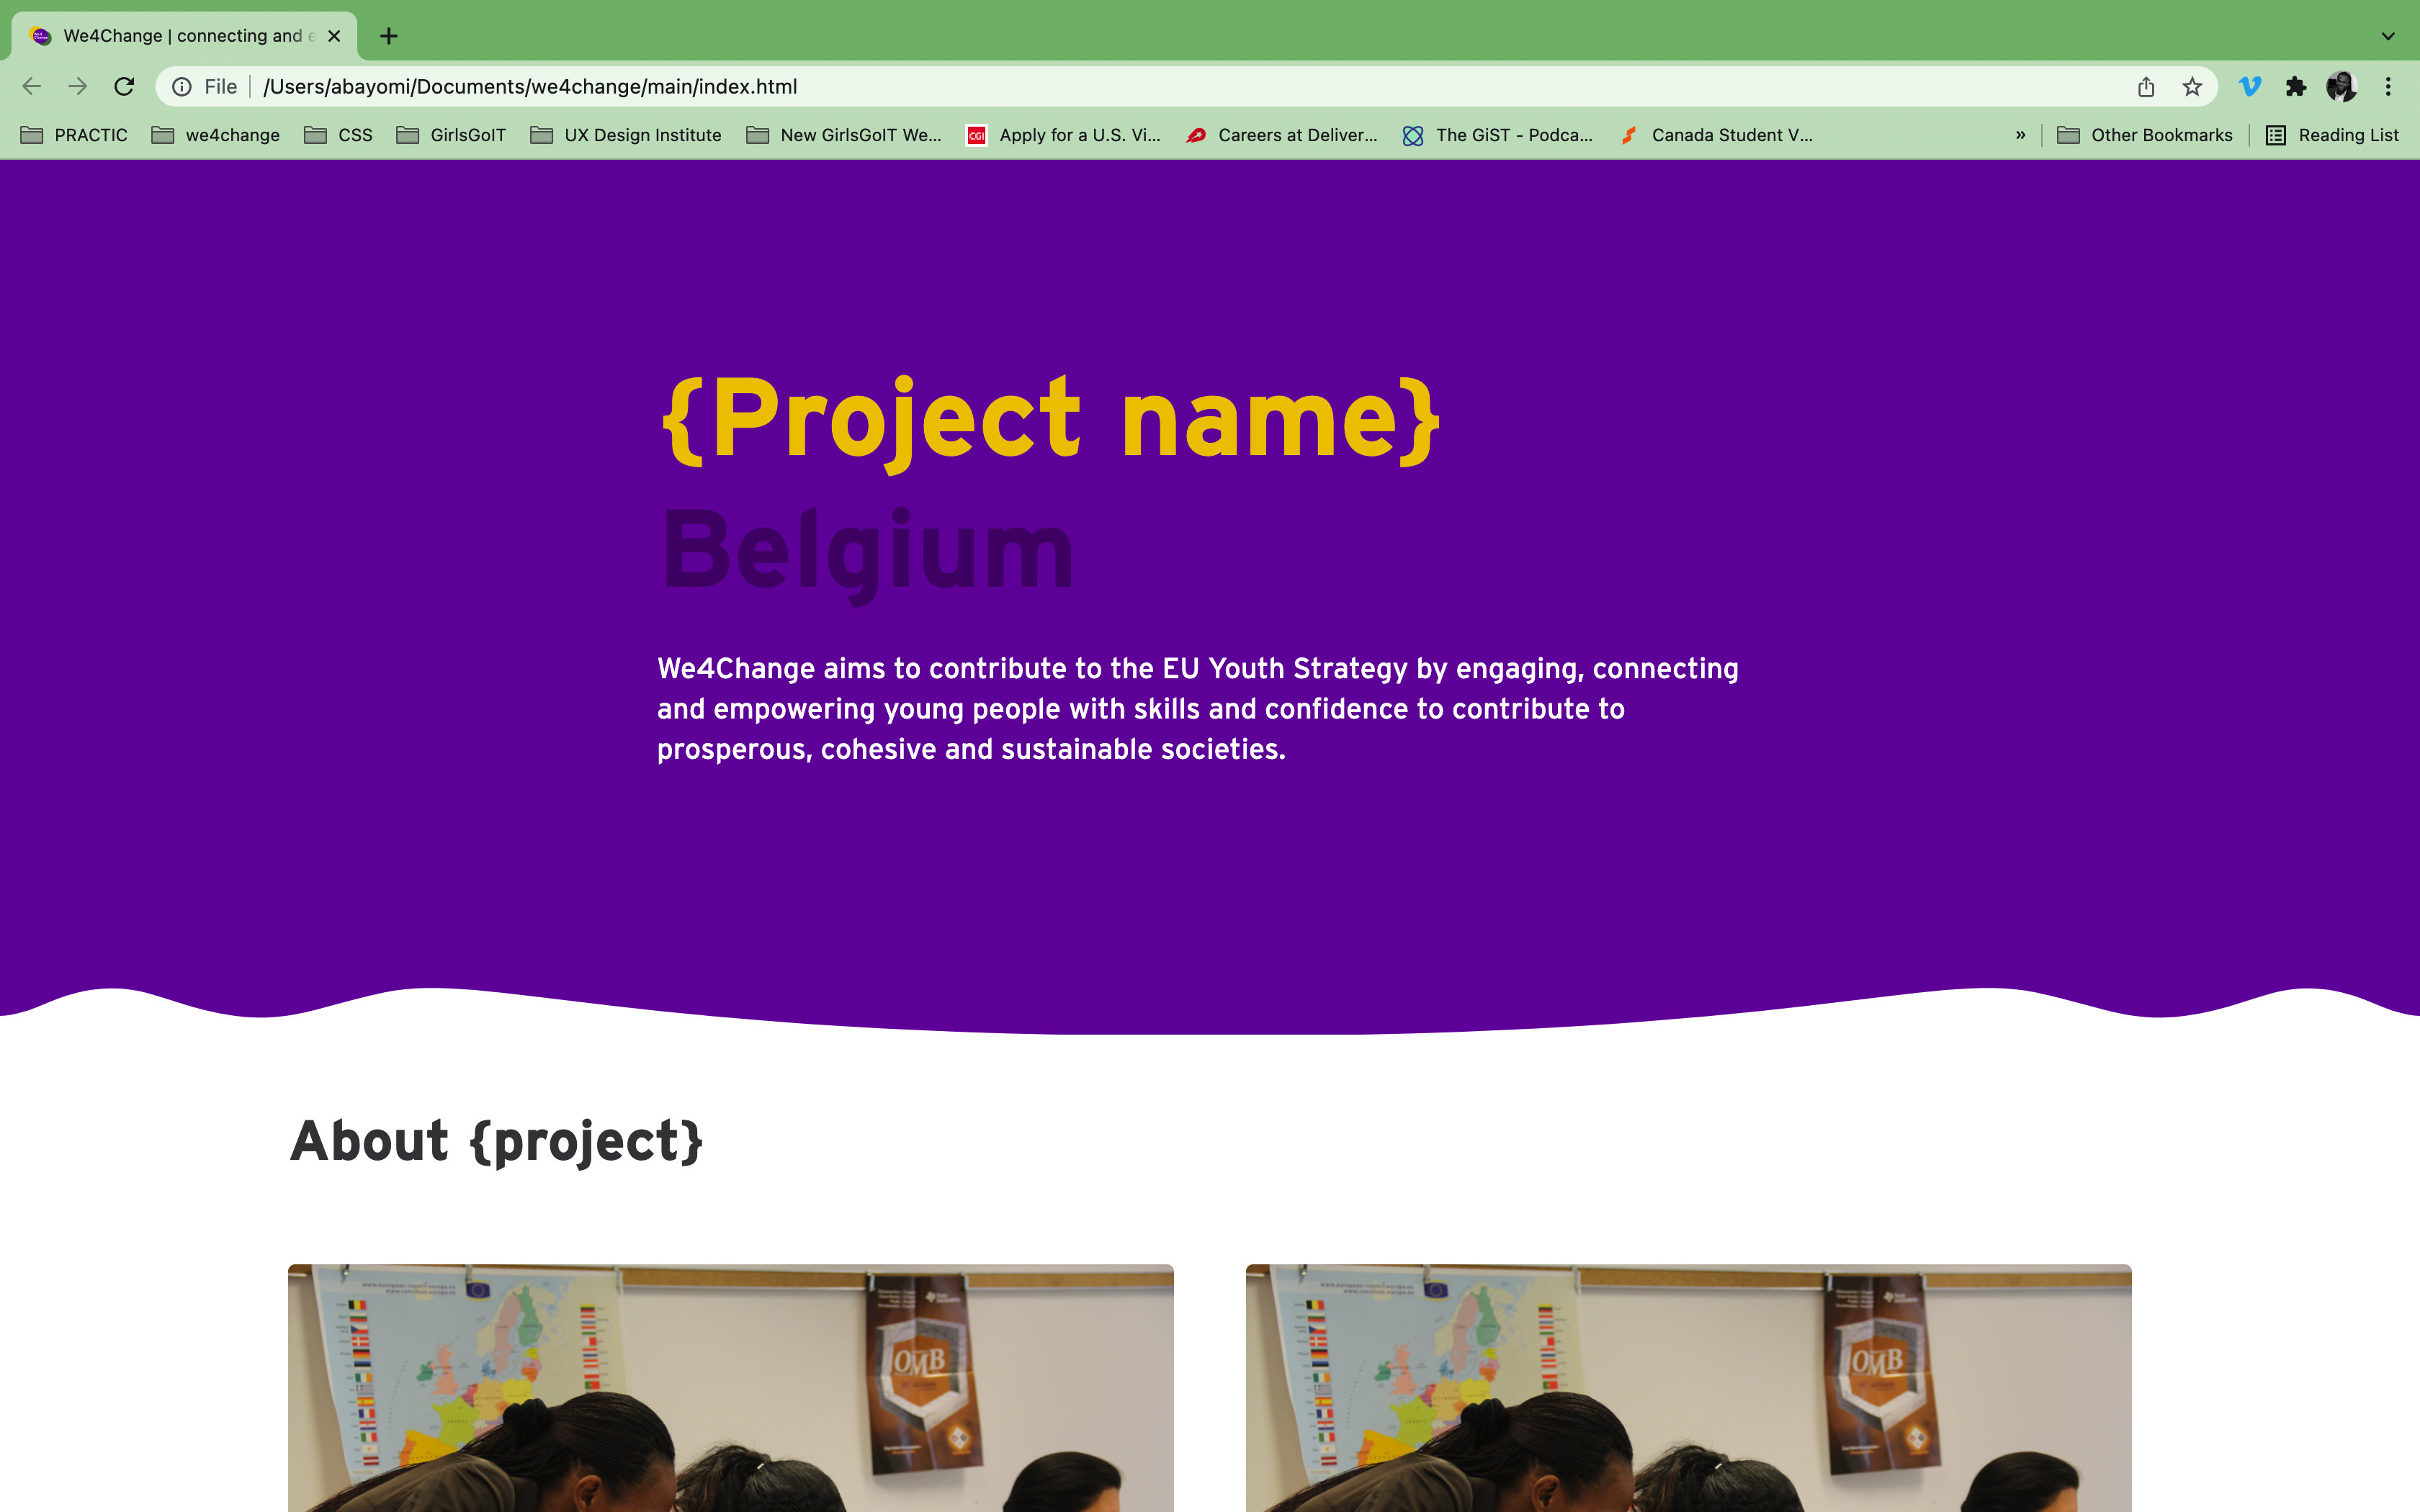 We4Change | connecting and e
File
/Users/abayomi/Documents/we4change/main/index.html
PRACTIC
we4change
CSS
GirlsGoIT
UX Design Institute
New GirlsGoIT We...
CGI
Apply for a U.S. Vi...
Careers at Deliver...
The GiST - Podca...
Canada Student V...
»
Other Bookmarks
Reading List
{Project name}
Belgium
We4Change aims to contribute to the EU Youth Strategy by engaging, connecting
and empowering young people with skills and confidence to contribute to
prosperous, cohesive and sustainable societies.
About {project}
OMB
OMB